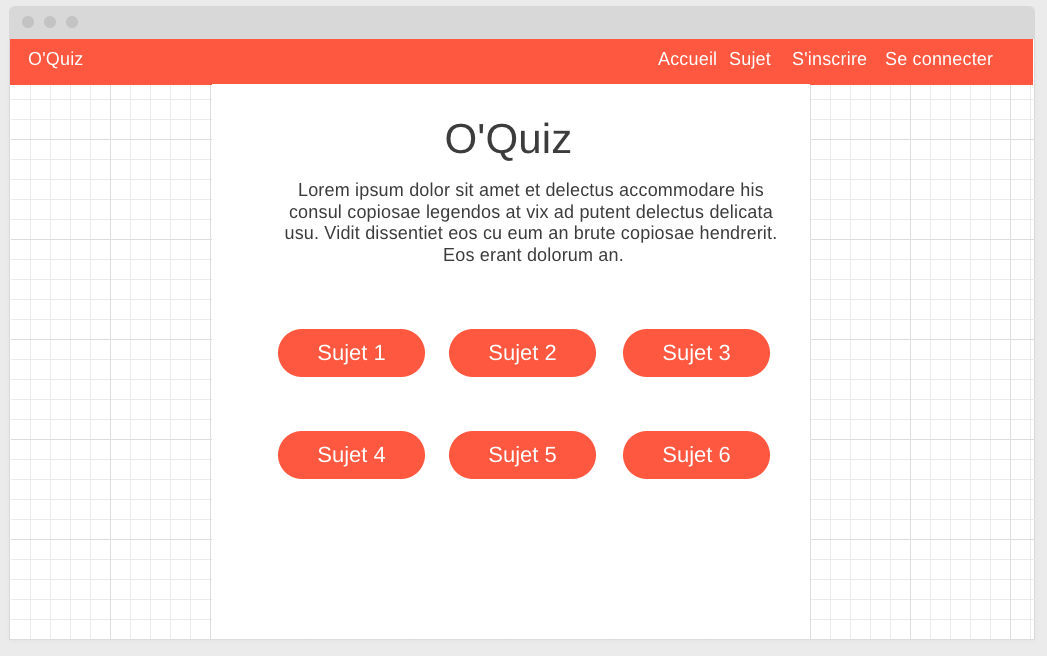 O'Quiz
Accueil Sujet S'inscrire Se connecter
O'Quiz
Lorem ipsum dolor sit amet et delectus accommodare his
consul copiosae legendos at vix ad putent delectus delicata
usu. Vidit dissentiet eos cu eum an brute copiosae hendrerit.
Eos erant dolorum an.
Sujet 1 Sujet 2 Sujet 3
Sujet 4 Sujet 5 Sujet 6